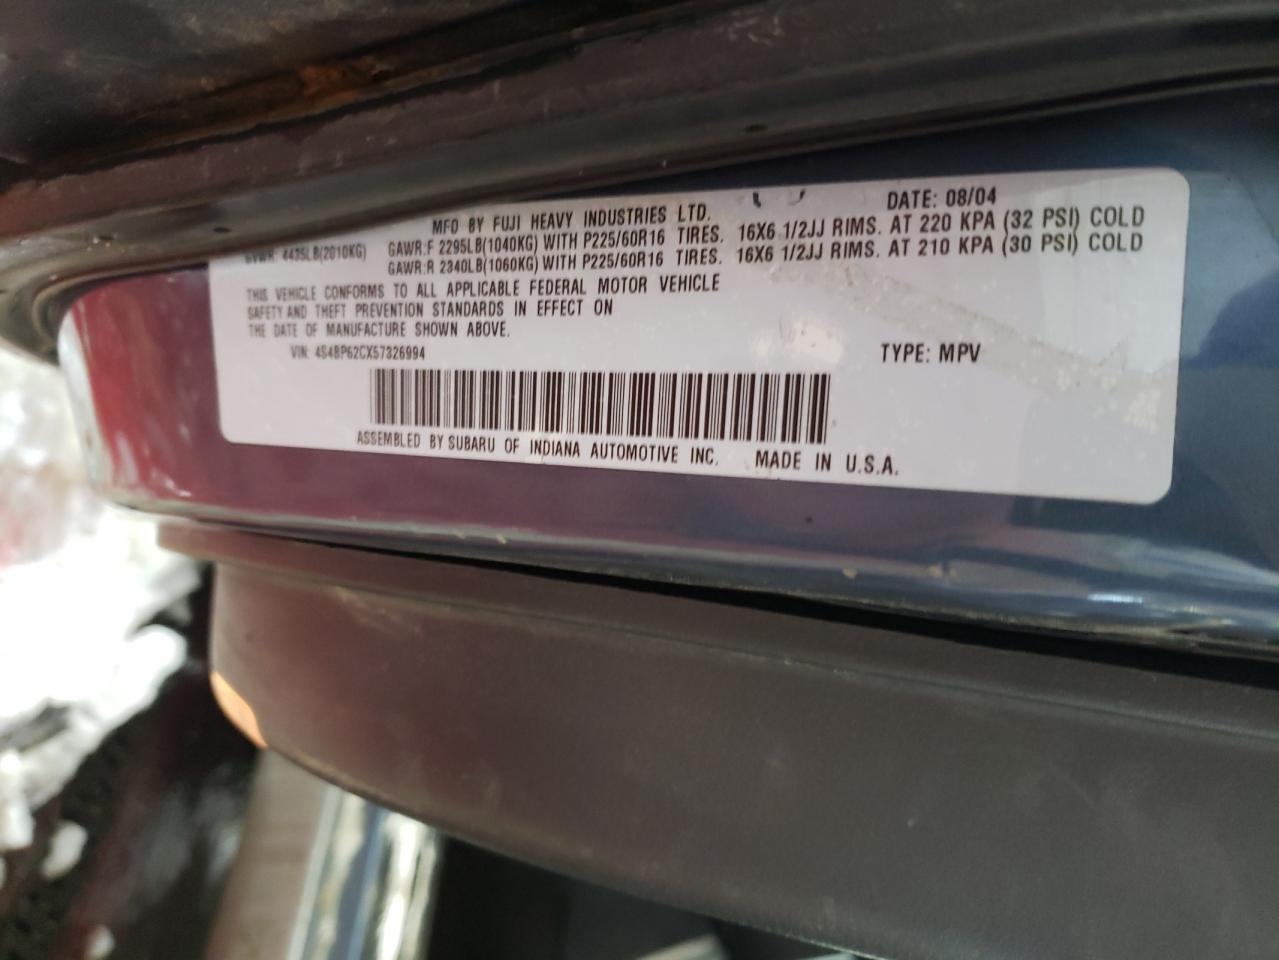 MFD BY FUJI HEAVY INDUSTRIES LTD. DATE: 08/04
GVWR: 4435LB(2010KG) GAWR:F 2295LB(1040KG) WITH P225/60R16 TIRES. 16X6 1/2JJ RIMS. AT 220 KPA (32 PSI) COLD
GAWR:R 2340LB(1060KG) WITH P225/60R16 TIRES. 16X6 1/2JJ RIMS. AT 210 KPA (30 PSI) COLD
THIS VEHICLE CONFORMS TO ALL APPLICABLE FEDERAL MOTOR VEHICLE
SAFETY AND THEFT PREVENTION STANDARDS IN EFFECT ON
THE DATE OF MANUFACTURE SHOWN ABOVE.
VIN: 4S4BP62CX57326994 TYPE: MPV
ASSEMBLED BY SUBARU OF INDIANA AUTOMOTIVE INC. MADE IN U.S.A.